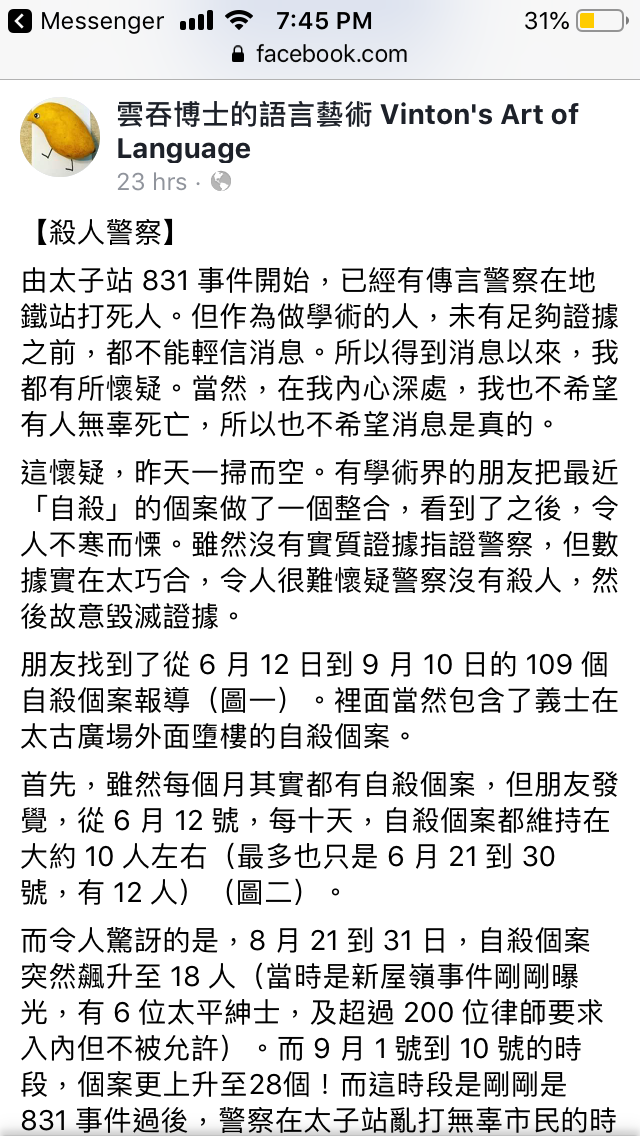 Messenger 7:45 PM 31%
facebook.com
雲吞博士的語言藝術 Vinton's Art of
Language
23 hrs ·
【殺人警察】
由太子站 831 事件開始，已經有傳言警察在地
鐵站打死人。但作為做學術的人，未有足夠證據
之前，都不能輕信消息。所以得到消息以來，我
都有所懷疑。當然，在我內心深處，我也不希望
有人無辜死亡，所以也不希望消息是真的。
這懷疑，昨天一掃而空。有學術界的朋友把最近
「自殺」的個案做了一個整合，看到了之後，令
人不寒而慄。雖然沒有實質證據指證警察，但數
據實在太巧合，令人很難懷疑警察沒有殺人，然
後故意毀滅證據。
朋友找到了從 6 月 12 日到 9 月 10 日的 109 個
自殺個案報導（圖一）。裡面當然包含了義士在
太古廣場外面墮樓的自殺個案。
首先，雖然每個月其實都有自殺個案，但朋友發
覺，從 6 月 12 號，每十天，自殺個案都維持在
大約 10 人左右（最多也只是 6 月 21 到 30
號，有 12 人）（圖二）。
而令人驚訝的是，8 月 21 到 31 日，自殺個案
突然飆升至 18 人（當時是新屋嶺事件剛剛曝
光，有 6 位太平紳士，及超過 200 位律師要求
入內但不被允許）。而 9 月 1 號到 10 號的時
段，個案更上升至28個！而這時段是剛剛是
831 事件過後，警察在太子站亂打無辜市民的時